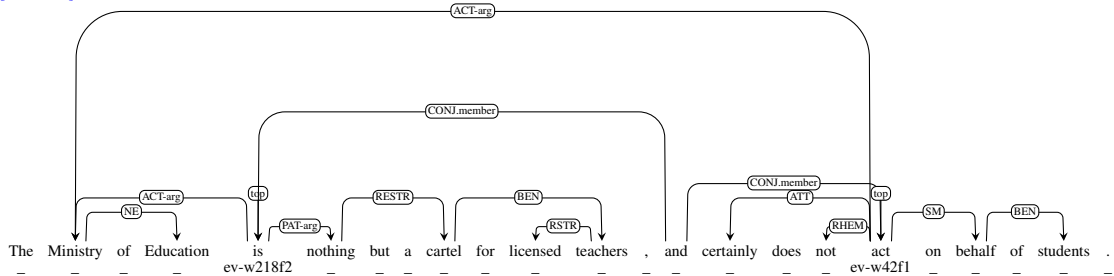 ACT-arg
CONJ.member
CONJ.member
ACT-arg top RESTR BEN ATT top
NE PAT-arg RSTR RHEM SM BEN
The Ministry of Education is nothing but a cartel for licensed teachers , and certainly does not act on behalf of students .
_ _ _ _ ev-w218f2 _ _ _ _ _ _ _ _ _ _ _ _ ev-w42f1 _ _ _ _ _